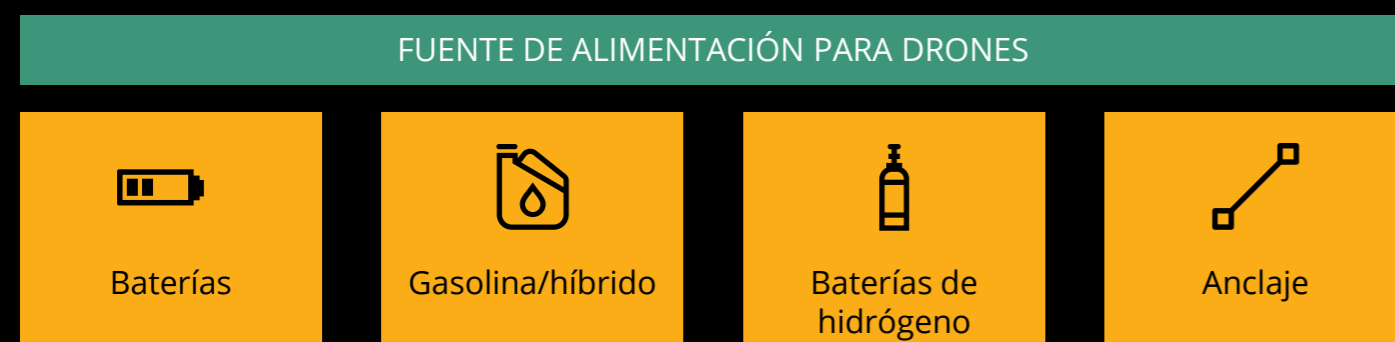 FUENTE DE ALIMENTACIÓN PARA DRONES
Baterías
Gasolina/híbrido
Baterías de
hidrógeno
Anclaje